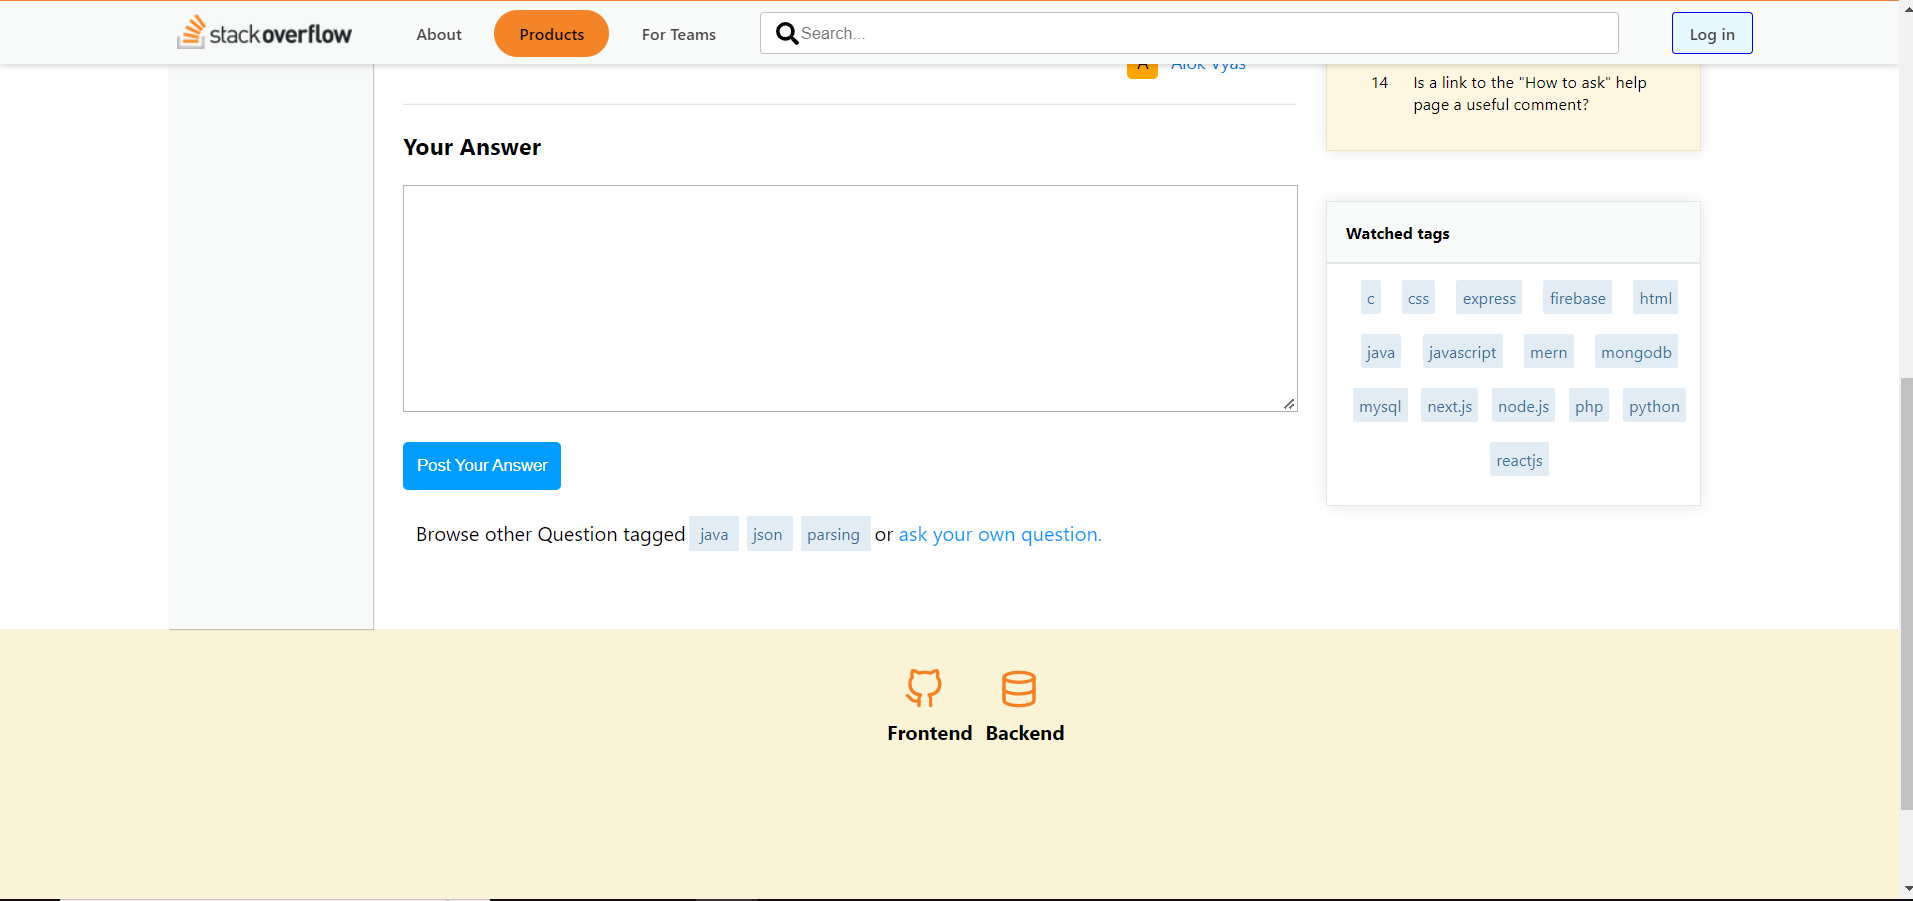 stackoverflow
About
Products
For Teams
Search...
Log in
A
Alok Vyas
Your Answer
Post Your Answer
Browse other Question tagged java json parsing or ask your own question.
14 Is a link to the "How to ask" help
page a useful comment?
Watched tags
c css express firebase html
java javascript mern mongodb
mysql next.js node.js php python
reactjs
Frontend Backend